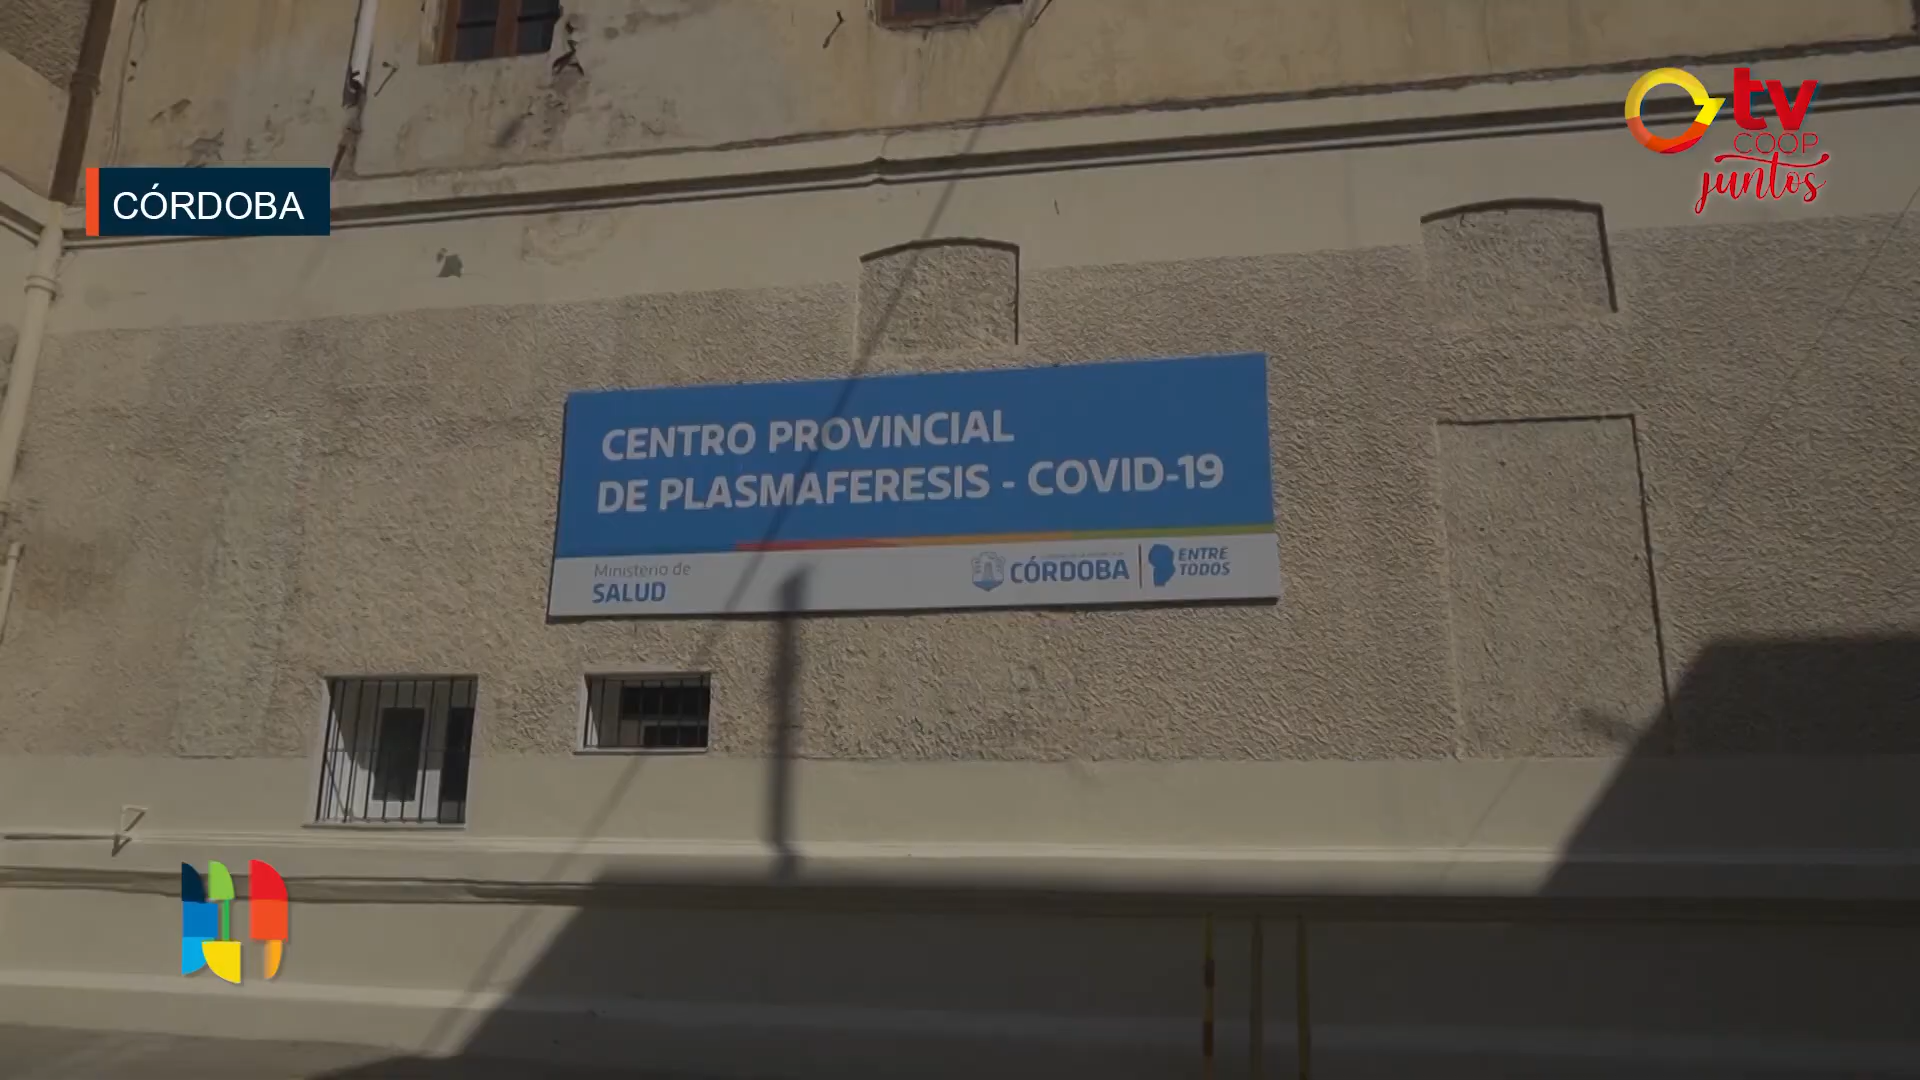 tv
COOP
juntos
CÓRDOBA
CENTRO PROVINCIAL
DE PLASMAFERESIS - COVID-19
Ministerio de
SALUD
CÓRDOBA
ENTRE
TODOS